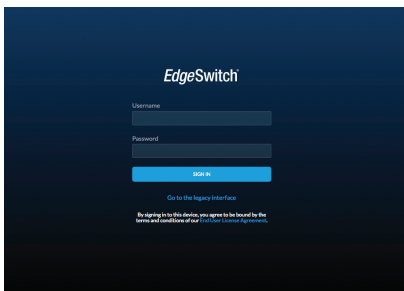 EdgeSwitch
Username
Password
SIGN IN
Go to the legacy interface
By signing in to this device, you agree to be bound by the
terms and conditions of our End User License Agreement.